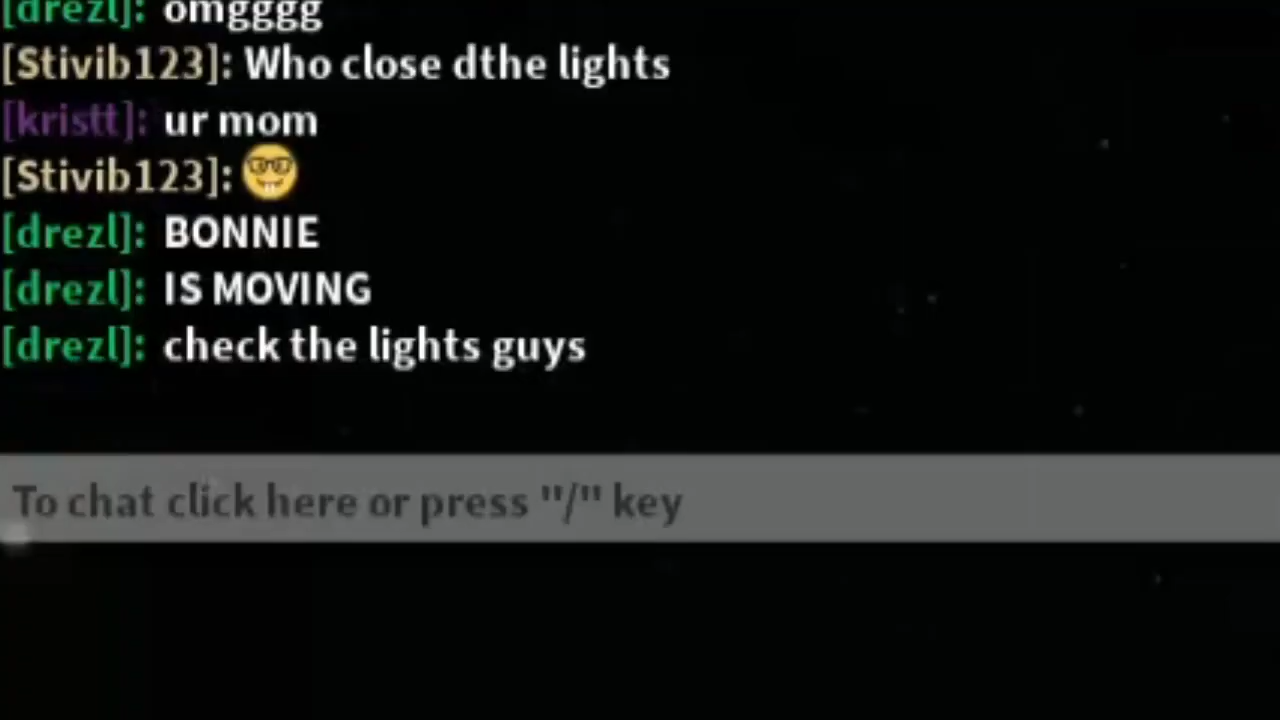 [drezl]: omgggg
[Stivib123]: Who close dthe lights
[kristt]: ur mom
[Stivib123]: 🤓
[drezl]: BONNIE
[drezl]: IS MOVING
[drezl]: check the lights guys
To chat click here or press "/" key